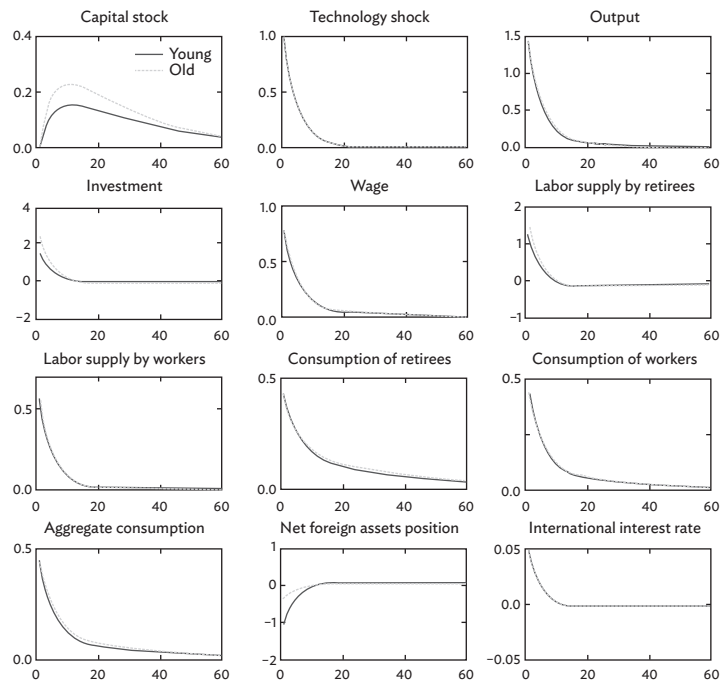 Capital stock
Technology shock
Output
0.4
0.2
0.0
0 20 40 60
Young
Old
1.0
0.5
0.0
0 20 40 60
1.5
1.0
0.5
0.0
0 20 40 60
Investment
Wage
Labor supply by retirees
4
2
0
−2
0 20 40 60
1.0
0.5
0.0
0 20 40 60
2
1
0
−1
0 20 40 60
Labor supply by workers
Consumption of retirees
Consumption of workers
0.5
0.0
0 20 40 60
0.5
0.0
0 20 40 60
0.5
0.0
0 20 40 60
Aggregate consumption
Net foreign assets position
International interest rate
0.5
0.0
0 20 40 60
1
0
−1
−2
0 20 40 60
0.05
0.0
−0.05
0 20 40 60